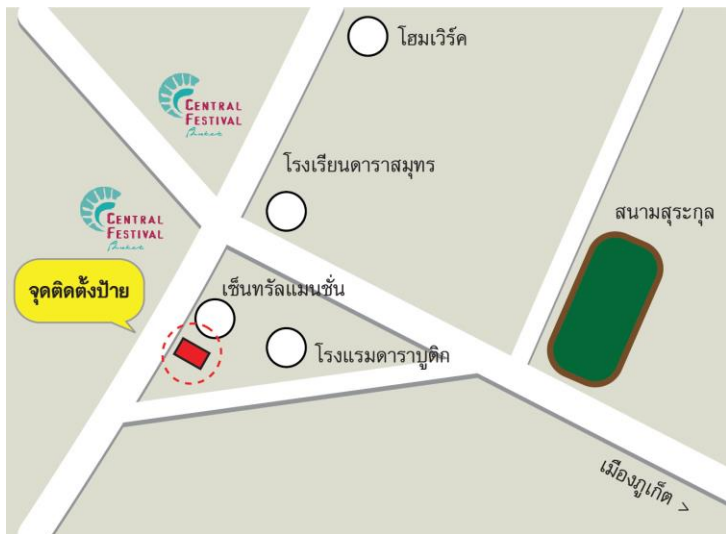 โฮมเวิร์ค
CENTRAL
FESTIVAL
Phuket
โรงเรียนดาราสมุทร
CENTRAL
FESTIVAL
Phuket
สนามสุระกุล
จุดติดตั้งป้าย
เซ็นทรัลแมนชั่น
โรงแรมดาราบูติก
เมืองภูเก็ต >